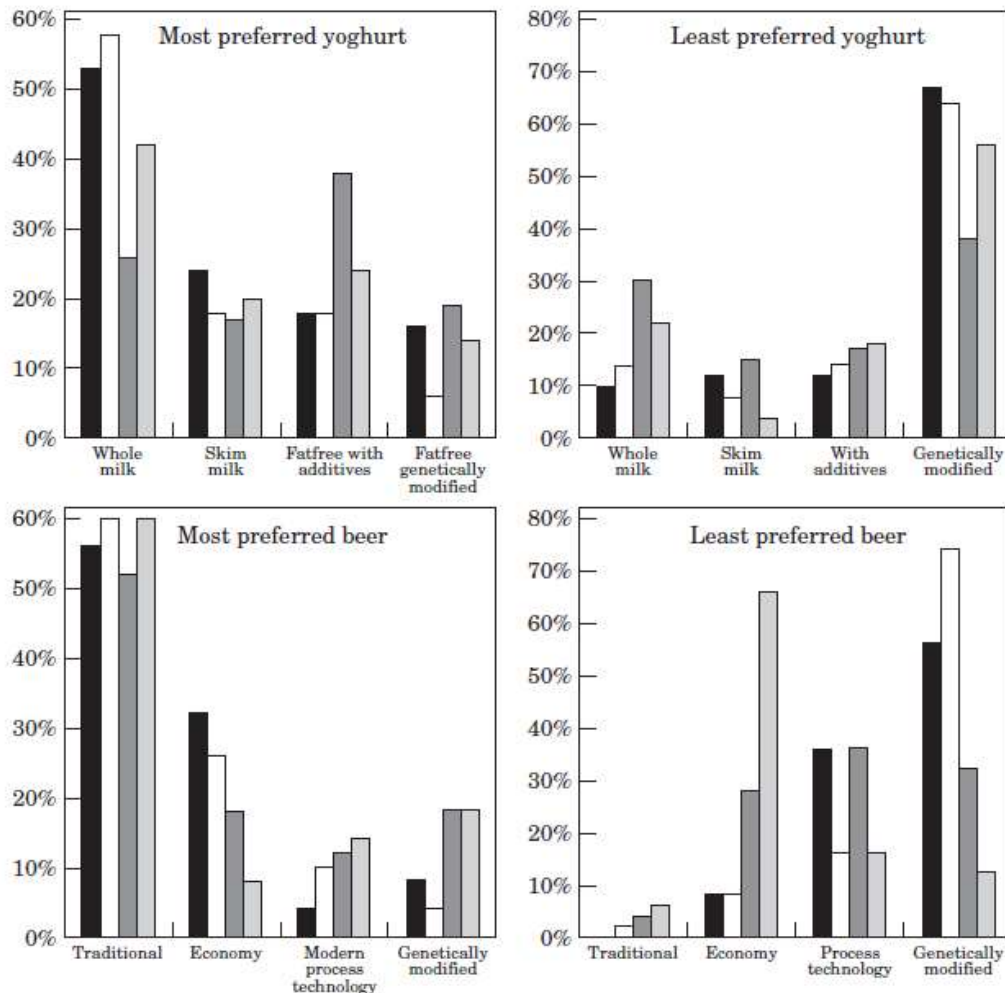 Most preferred yoghurt
60%
50%
40%
30%
20%
10%
0%
Whole
milk
Skim
milk
Fatfree with
additives
Fatfree
genetically
modified
Least preferred yoghurt
80%
70%
60%
50%
40%
30%
20%
10%
0%
Whole
milk
Skim
milk
With
additives
Genetically
modified
Most preferred beer
60%
50%
40%
30%
20%
10%
0%
Traditional
Economy
Modern
process
technology
Genetically
modified
Least preferred beer
80%
70%
60%
50%
40%
30%
20%
10%
0%
Traditional
Economy
Process
technology
Genetically
modified